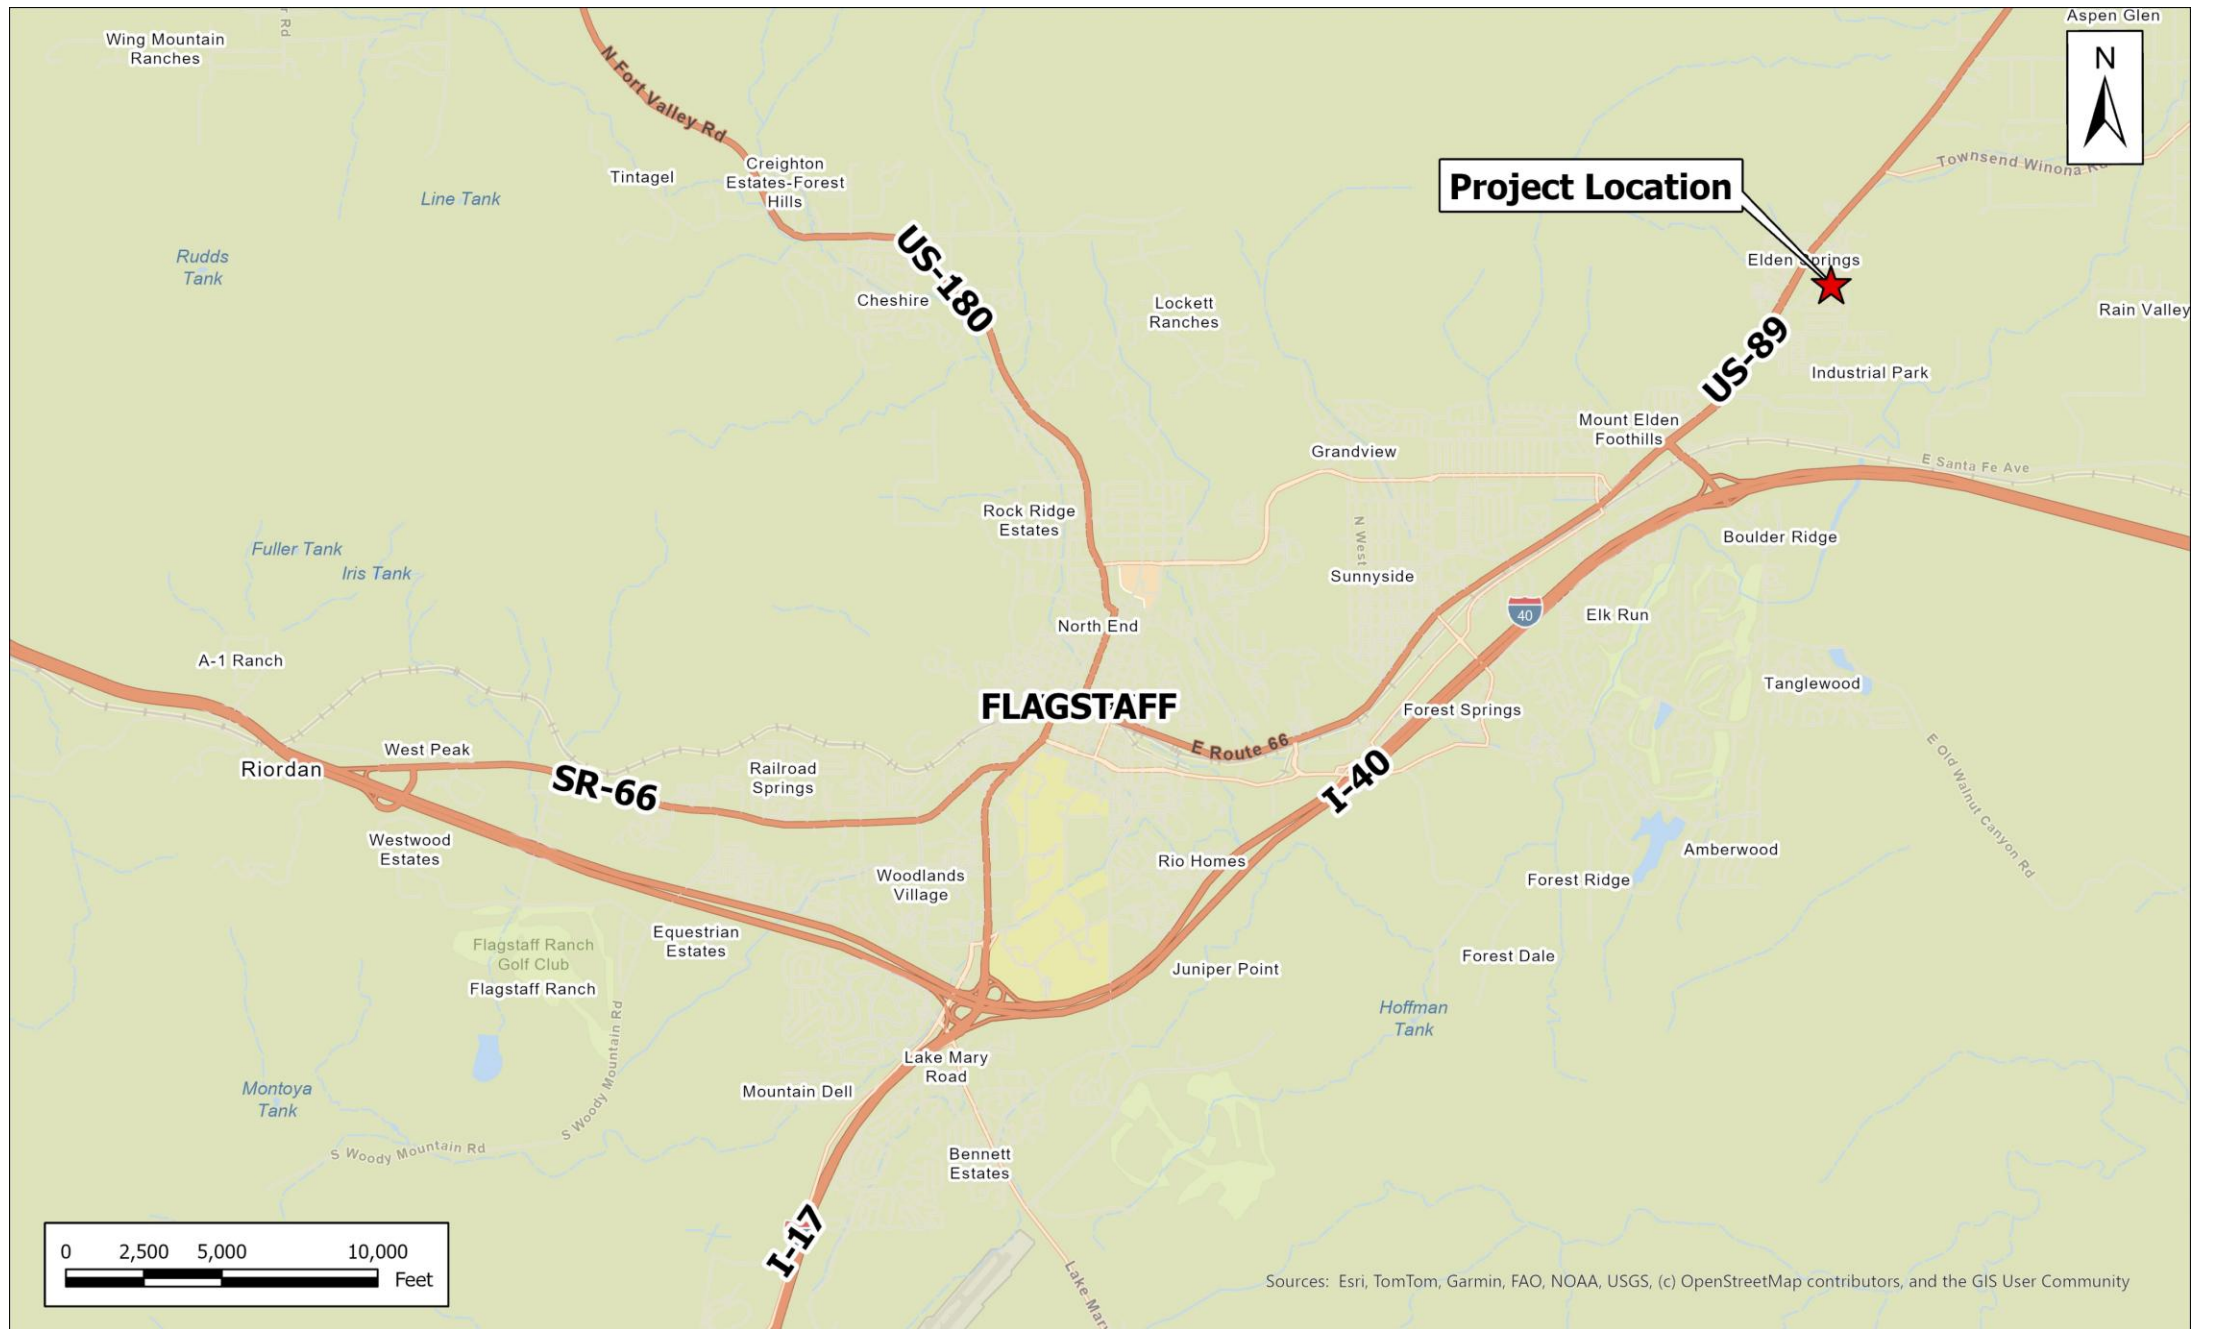 Aspen Glen
Wing Mountain
Ranches
r Rd
N Fort Valley Rd
N
Creighton
Estates-Forest
Hills
Tintagel
Townsend Winona
Project Location
Line Tank
Rudds
Tank
US-180
Elden Springs
Cheshire
Lockett
Ranches
Rain Valley
US-89
Industrial Park
Mount Elden
Foothills
Grandview
E Santa Fe Ave
Rock Ridge
Estates
N West
Boulder Ridge
Fuller Tank
Iris Tank
Sunnyside
40
Elk Run
North End
A-1 Ranch
Tanglewood
FLAGSTAFF
Forest Springs
E Route 66
West Peak
Riordan
SR-66
Railroad
Springs
I-40
E Old Walnut Canyon Rd
Westwood
Estates
Rio Homes
Amberwood
Woodlands
Village
Forest Ridge
Equestrian
Estates
Flagstaff Ranch
Golf Club
Flagstaff Ranch
Juniper Point
Forest Dale
Hoffman
Tank
S Woody Mountain Rd
Lake Mary
Road
Mountain Dell
Montoya
Tank
S Woody Mountain Rd
Bennett
Estates
I-17
Lake Mary
0 2,500 5,000 10,000
Feet
Sources: Esri, TomTom, Garmin, FAO, NOAA, USGS, (c) OpenStreetMap contributors, and the GIS User Community